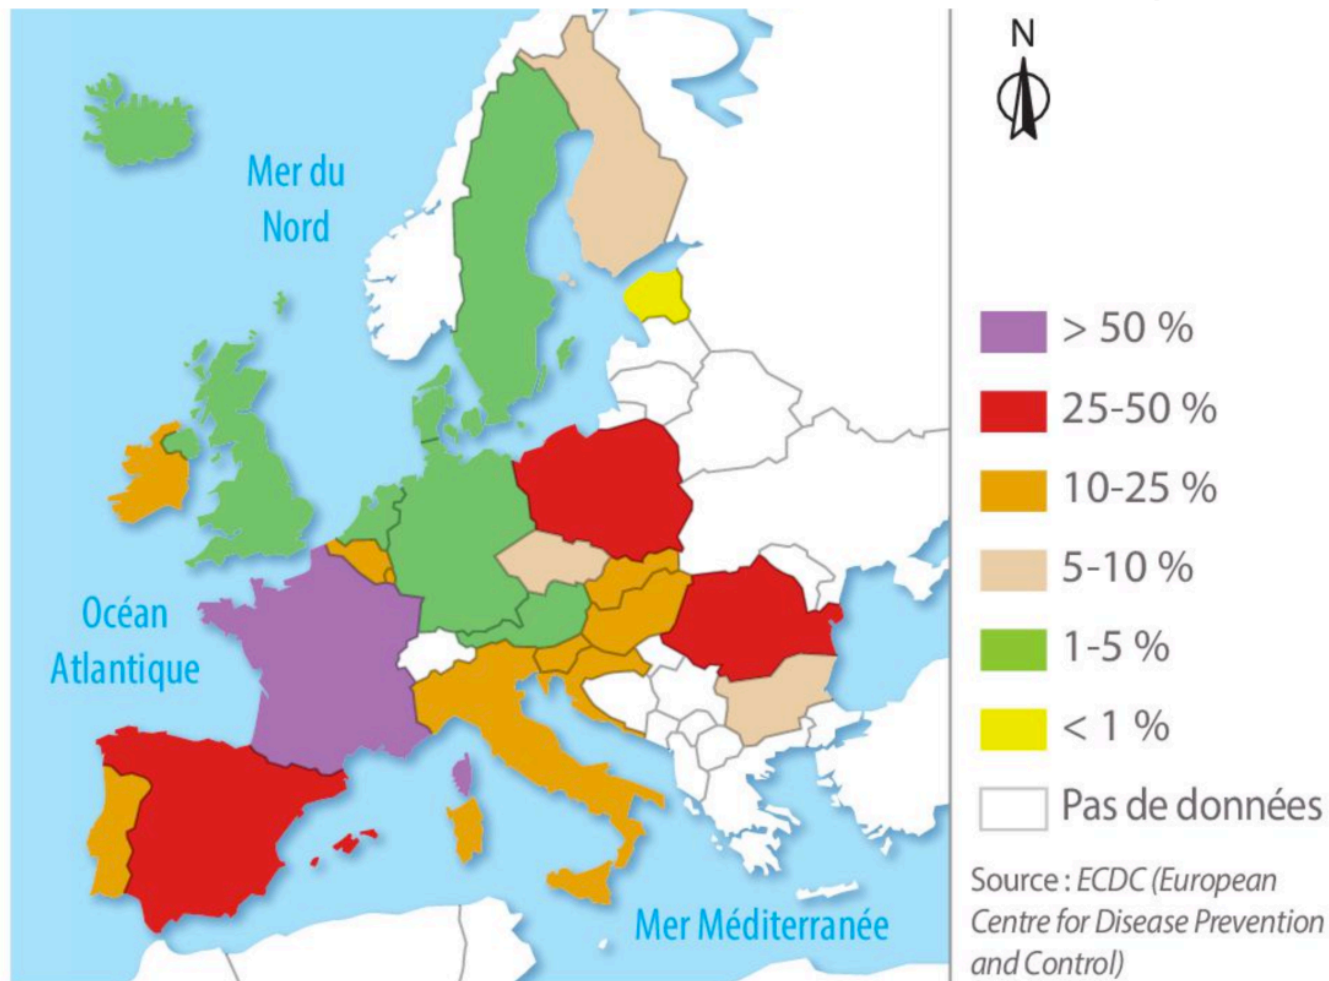 N
Mer du
Nord
Océan
Atlantique
Mer Méditerranée
> 50 %
25-50 %
10-25 %
5-10 %
1-5 %
< 1 %
Pas de données
Source : ECDC (European
Centre for Disease Prevention
and Control)